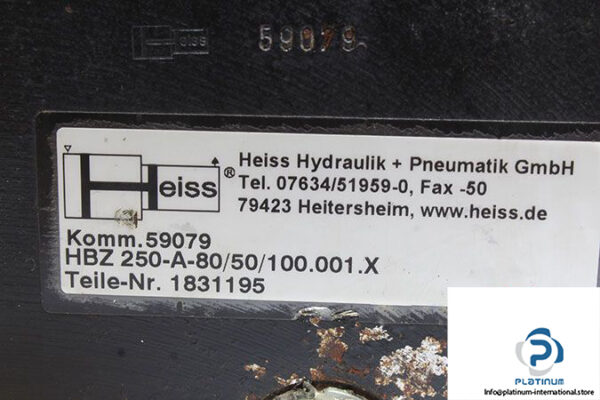 Heiss 59079
Heiss®
Heiss Hydraulik + Pneumatik GmbH
Tel. 07634/51959-0, Fax -50
79423 Heitersheim, www.heiss.de
Komm.59079
HBZ 250-A-80/50/100.001.X
Teile-Nr. 1831195
PLATINUM
Info@platinum-international.store